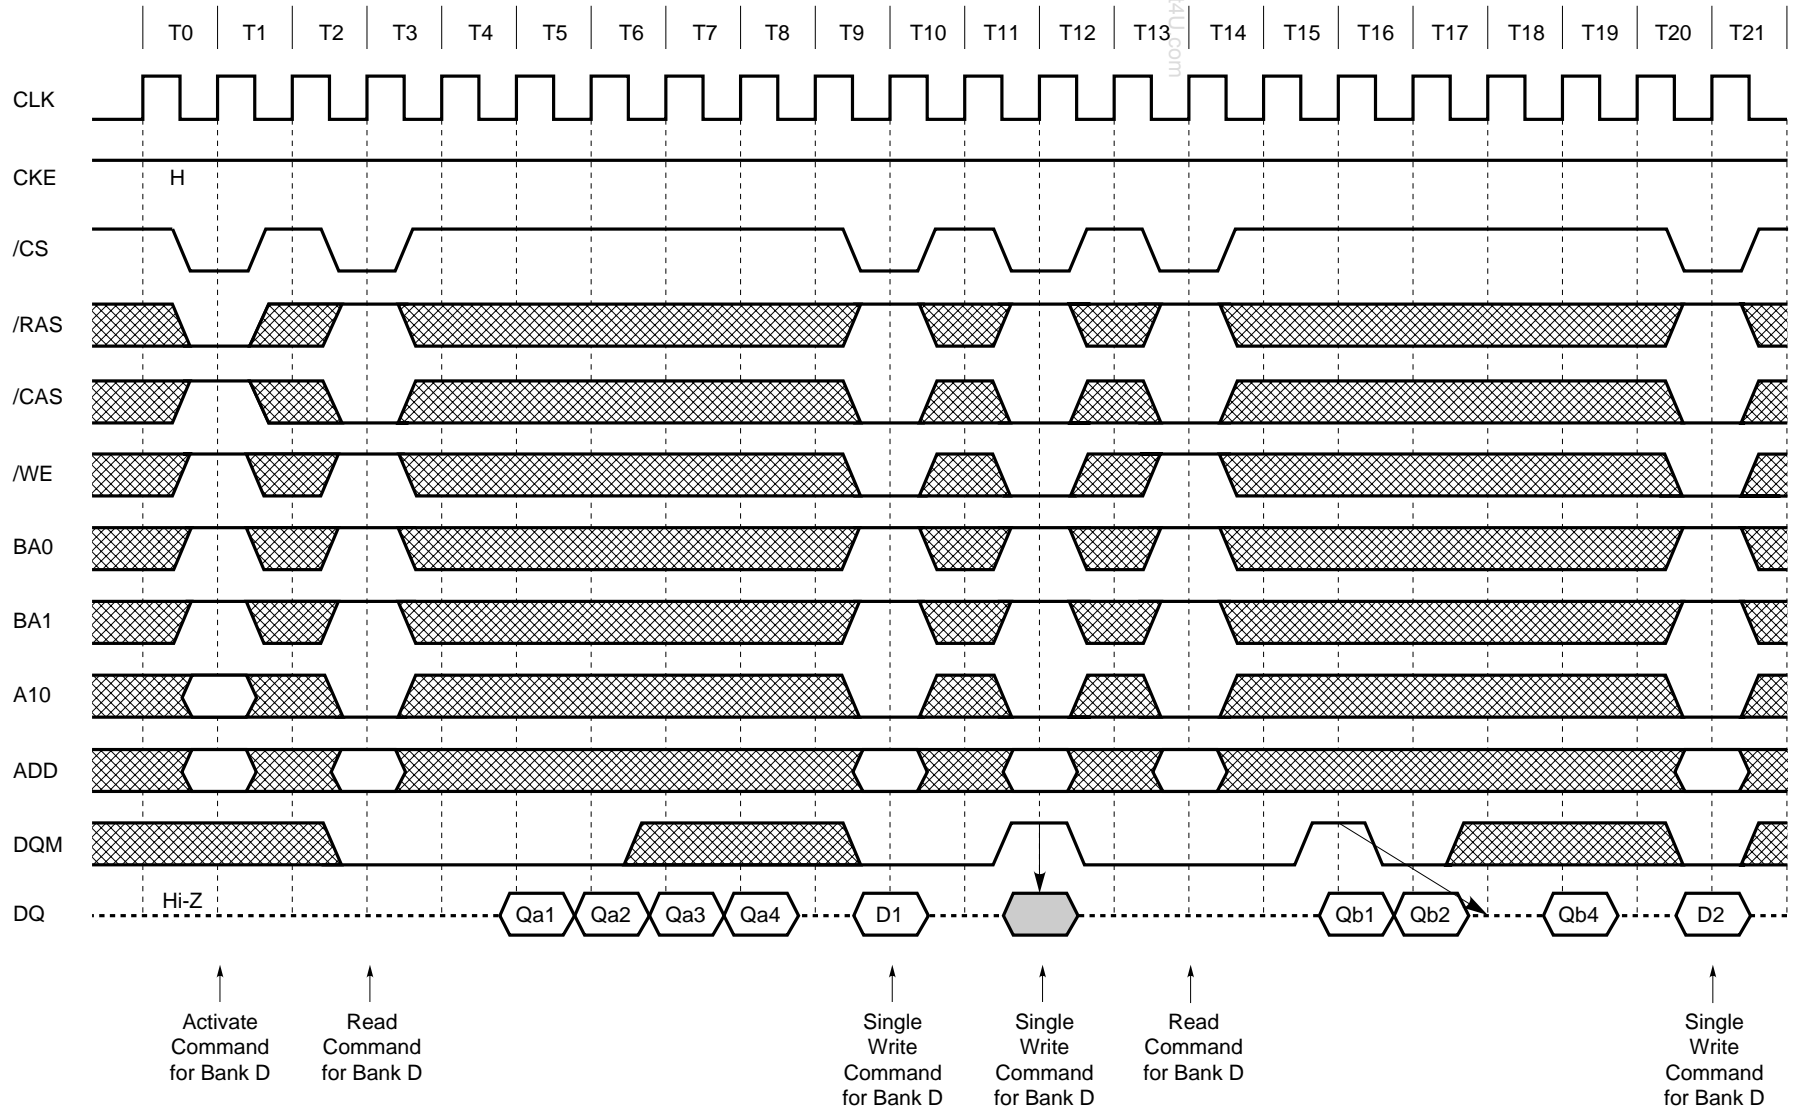 T0 T1 T2 T3 T4 T5 T6 T7 T8 T9 T10 T11 T12 T13 T14 T15 T16 T17 T18 T19 T20 T21
t4U.com
CLK
CKE H
/CS
/RAS
/CAS
/WE
BA0
BA1
A10
ADD
DQM
Hi-Z
DQ Qa1 Qa2 Qa3 Qa4 D1 Qb1 Qb2 Qb4 D2
Activate
Command
for Bank D
Read
Command
for Bank D
Single
Write
Command
for Bank D
Single
Write
Command
for Bank D
Read
Command
for Bank D
Single
Write
Command
for Bank D